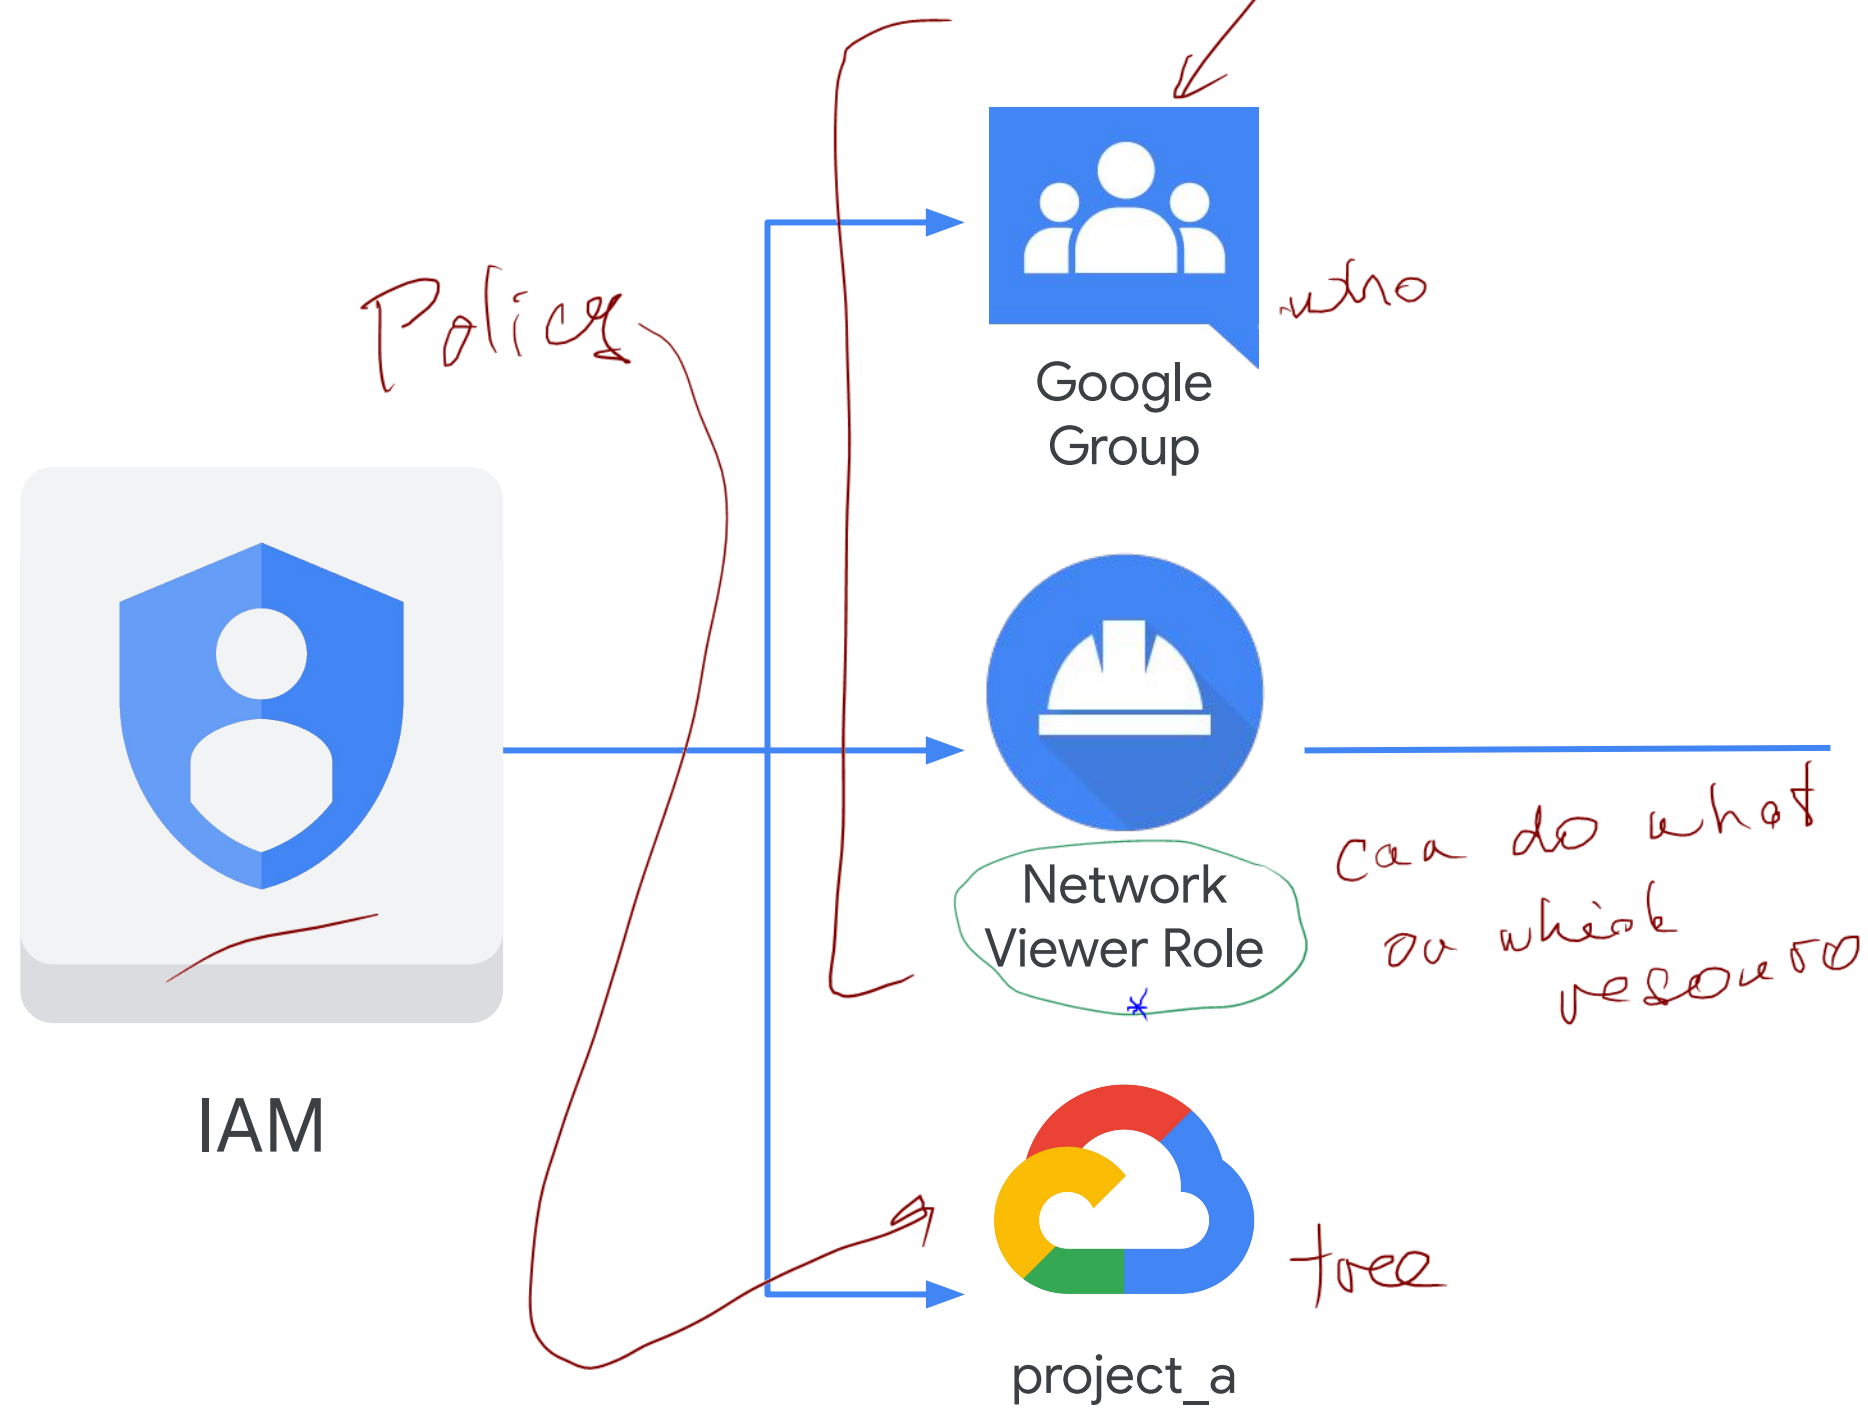 Policy
who
Google
Group
Network
Viewer Role
*
can do what
on which
resource
IAM
tree
project_a